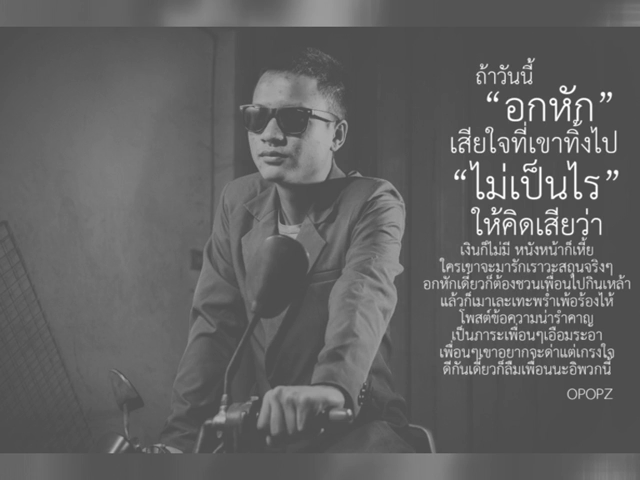 ถ้าวันนี้
“อกหัก”
เสียใจที่เขาทิ้งไป
“ไม่เป็นไร”
ให้คิดเสียว่า
เงินก็ไม่มี หนังหน้าก็เหี้ย
ใครเขาจะมารักเราวะสถุนจริงๆ
อกหักเดี๋ยวก็ต้องชวนเพื่อนไปกินเหล้า
แล้วก็เมาเละเทะพร่ำเพ้อร้องไห้
โพสต์ข้อความน่ารำคาญ
เป็นภาระเพื่อนๆเอือมระอา
เพื่อนๆเขาอยากจะด่าแต่เกรงใจ
ดีกันเดี๋ยวก็ลืมเพื่อนนะอิพวกนี้
OPOPZ